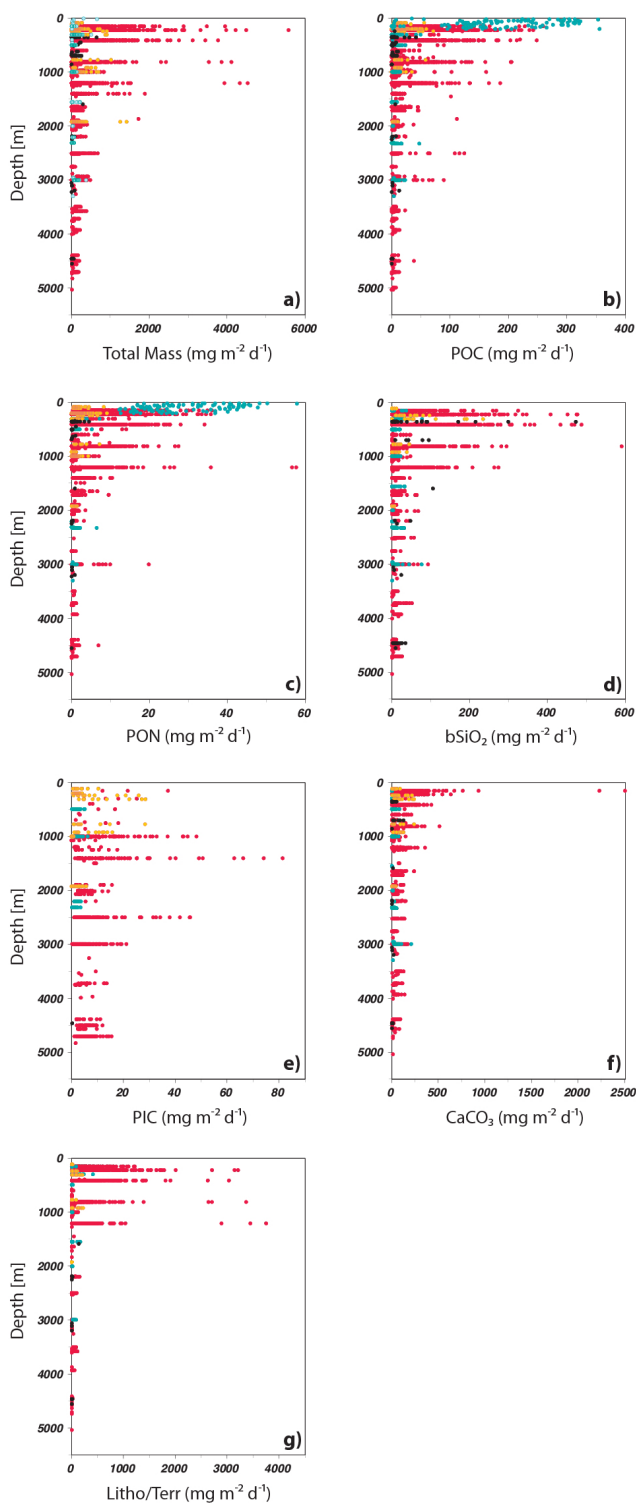 0
1000
2000
3000
4000
5000
Depth [m]
0 2000 4000 6000
Total Mass (mg m⁻² d⁻¹)
a)
0
1000
2000
3000
4000
5000
0 100 200 300 400
POC (mg m⁻² d⁻¹)
b)
0
1000
2000
3000
4000
5000
Depth [m]
0 20 40 60
PON (mg m⁻² d⁻¹)
c)
0
1000
2000
3000
4000
5000
0 200 400 600
bSiO₂ (mg m⁻² d⁻¹)
d)
0
1000
2000
3000
4000
5000
Depth [m]
0 20 40 60 80
PIC (mg m⁻² d⁻¹)
e)
0
1000
2000
3000
4000
5000
0 500 1000 1500 2000 2500
CaCO₃ (mg m⁻² d⁻¹)
f)
0
1000
2000
3000
4000
5000
Depth [m]
0 1000 2000 3000 4000
Litho/Terr (mg m⁻² d⁻¹)
g)